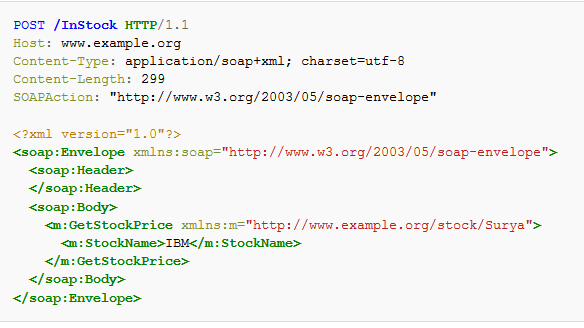 POST /InStock HTTP/1.1
Host: www.example.org
Content-Type: application/soap+xml; charset=utf-8
Content-Length: 299
SOAPAction: "http://www.w3.org/2003/05/soap-envelope"

<?xml version="1.0"?>
<soap:Envelope xmlns:soap="http://www.w3.org/2003/05/soap-envelope">
  <soap:Header>
  </soap:Header>
  <soap:Body>
    <m:GetStockPrice xmlns:m="http://www.example.org/stock/Surya">
      <m:StockName>IBM</m:StockName>
    </m:GetStockPrice>
  </soap:Body>
</soap:Envelope>